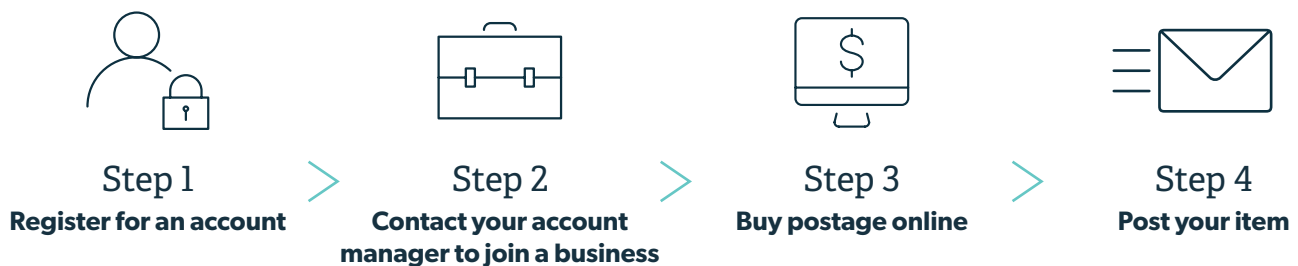 $
Step 1
Register for an account
Step 2
Contact your account
manager to join a business
Step 3
Buy postage online
Step 4
Post your item